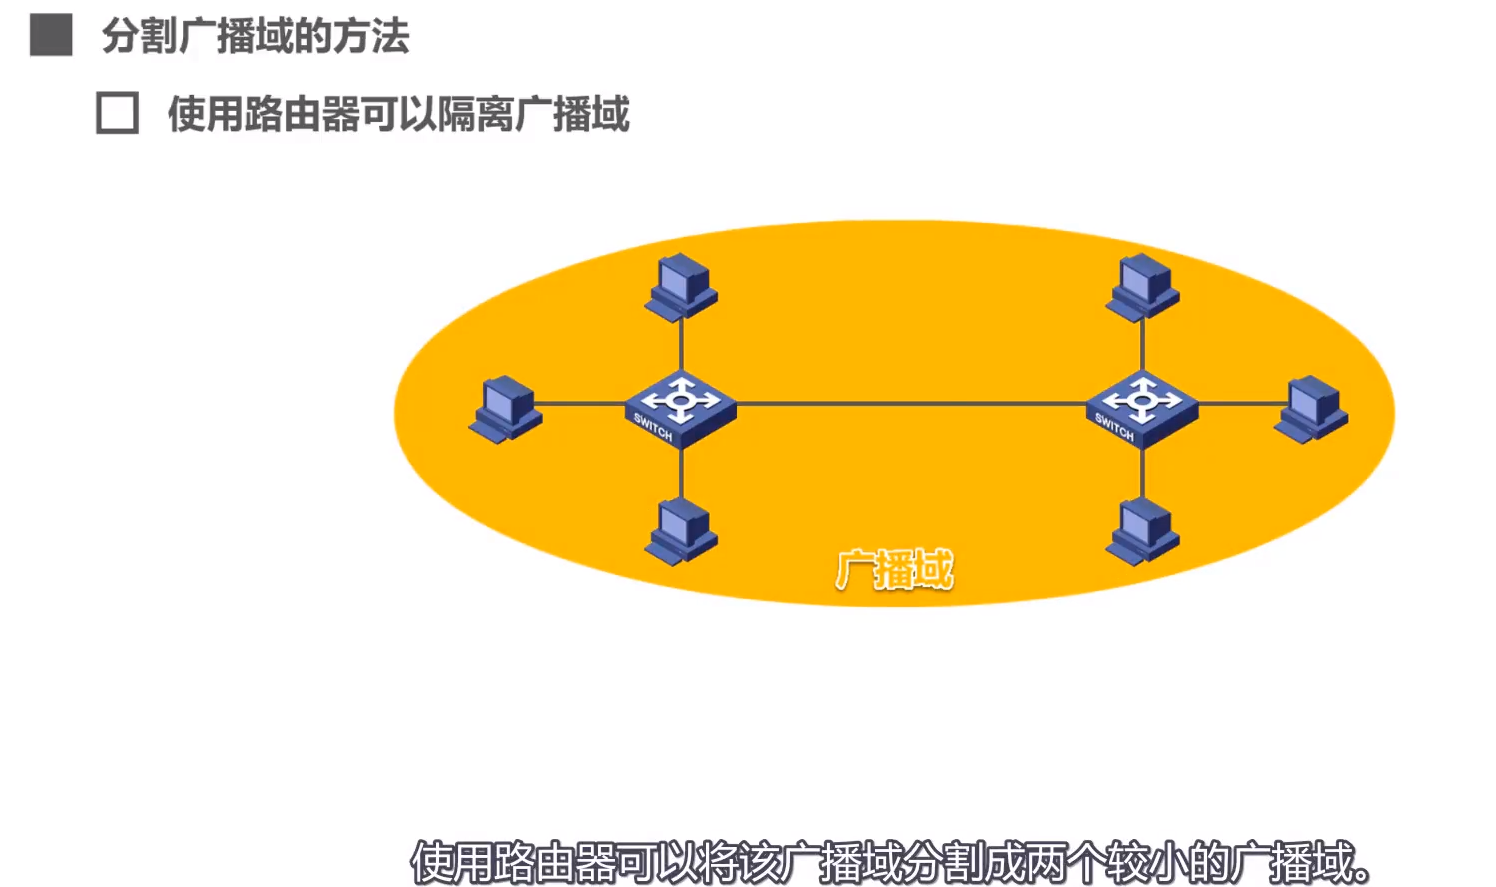 分割广播域的方法
使用路由器可以隔离广播域
SWITCH
SWITCH
广播域
使用路由器可以将该广播域分割成两个较小的广播域。